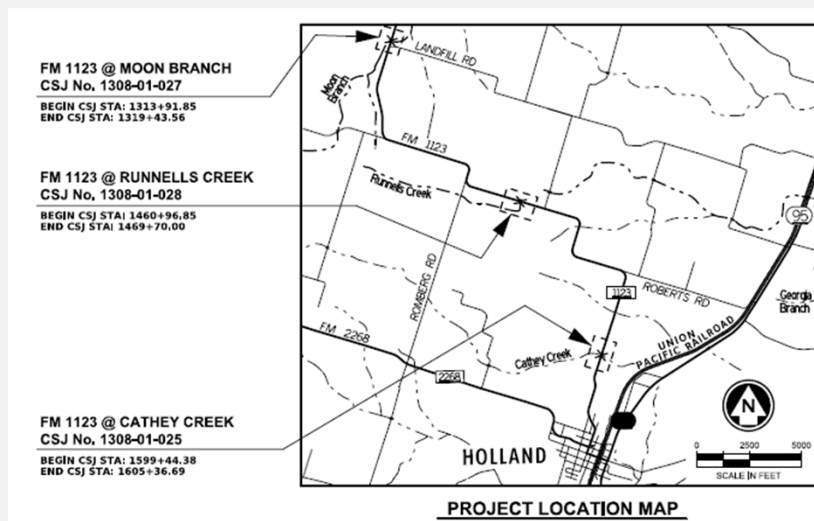 FM 1123 @ MOON BRANCH
CSJ No. 1308-01-027
BEGIN CSJ STA: 1313+91.85
END CSJ STA: 1319+43.56
FM 1123 @ RUNNELLS CREEK
CSJ No. 1308-01-028
BEGIN CSJ STA: 1460+96.85
END CSJ STA: 1469+70.00
FM 1123 @ CATHEY CREEK
CSJ No. 1308-01-025
BEGIN CSJ STA: 1599+44.38
END CSJ STA: 1605+36.69
LANDFILL RD
Moon
Branch
FM 1123
Runnells Creek
95
ROMBERG RD
1123
ROBERTS RD
Georgia
Branch
FM 2268
UNION
PACIFIC RAILROAD
Cathey Creek
2268
HOLLAND
N
0 2500 5000
SCALE IN FEET
PROJECT LOCATION MAP